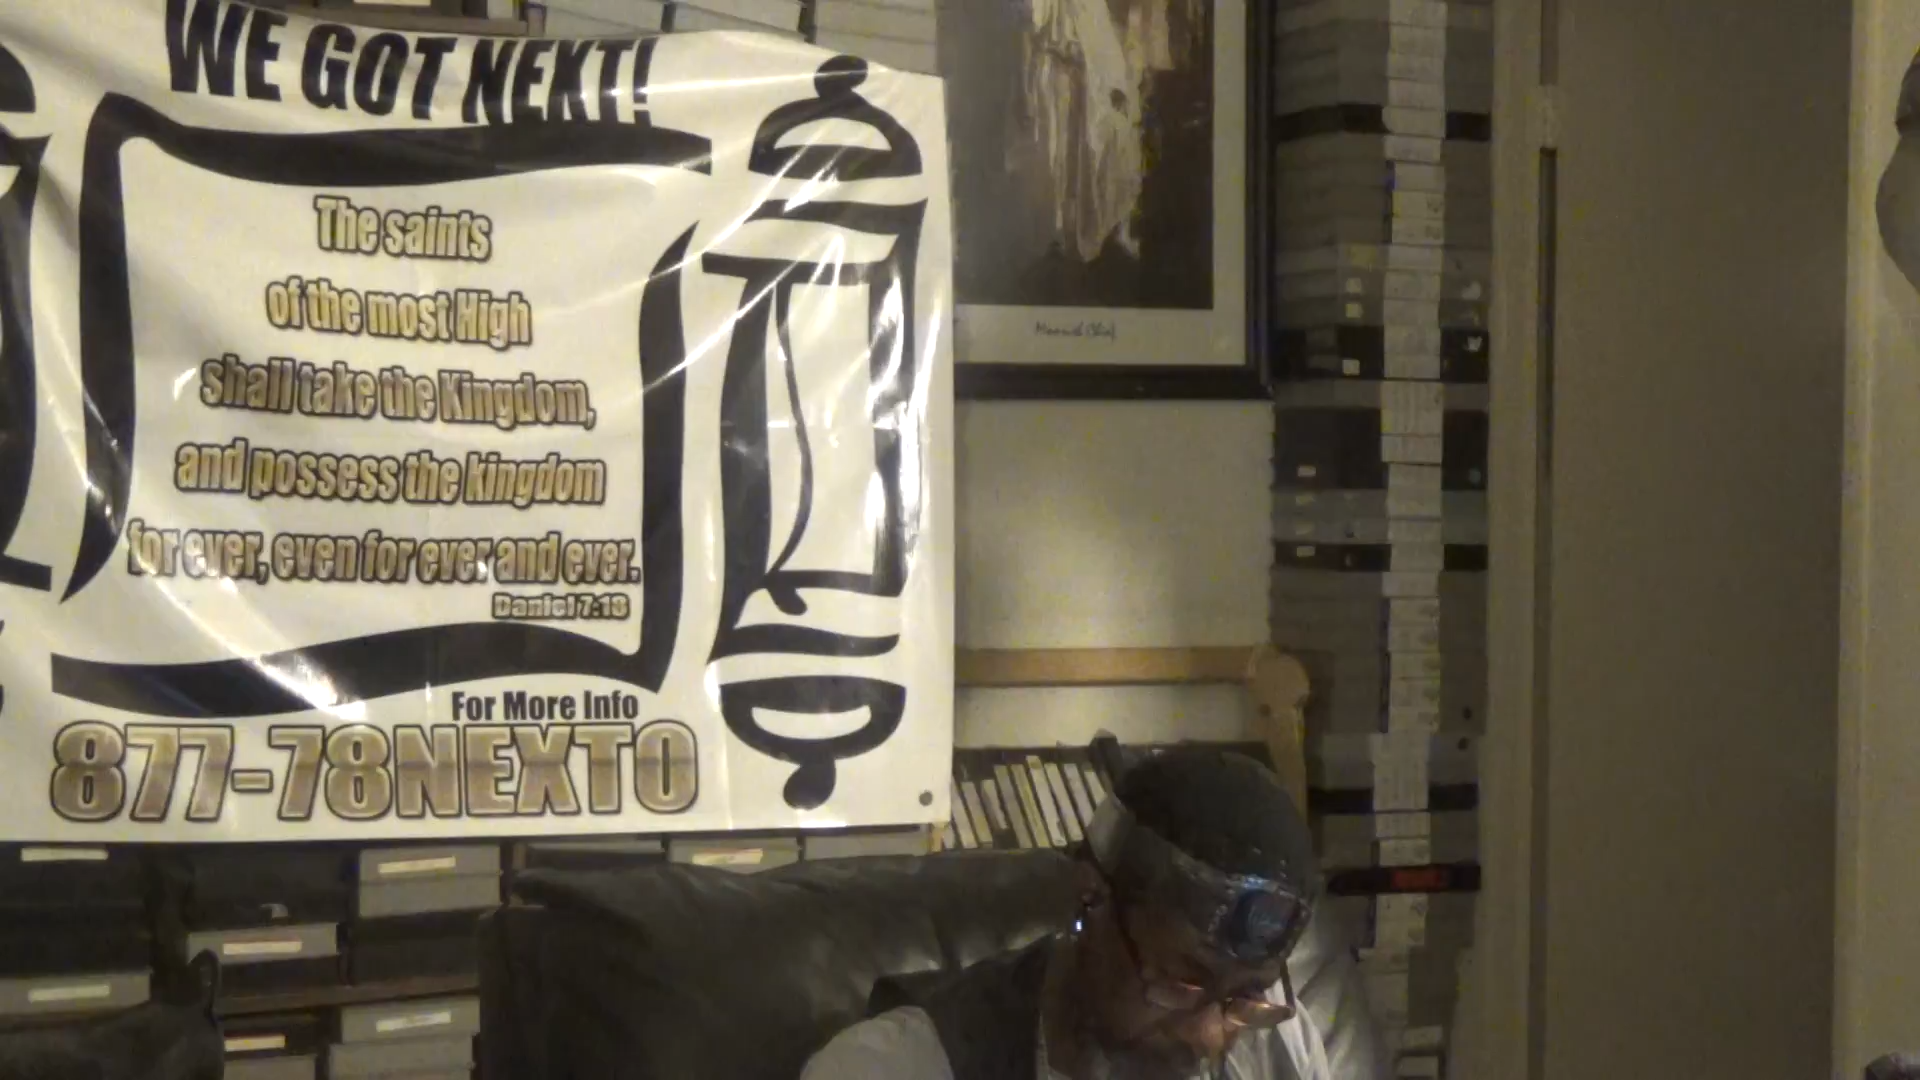 WE GOT NEXT!
The saints
of the most High
shall take the Kingdom,
and possess the kingdom
for ever, even for ever and ever.
Daniel 7:18
For More Info
877-78NEXTO